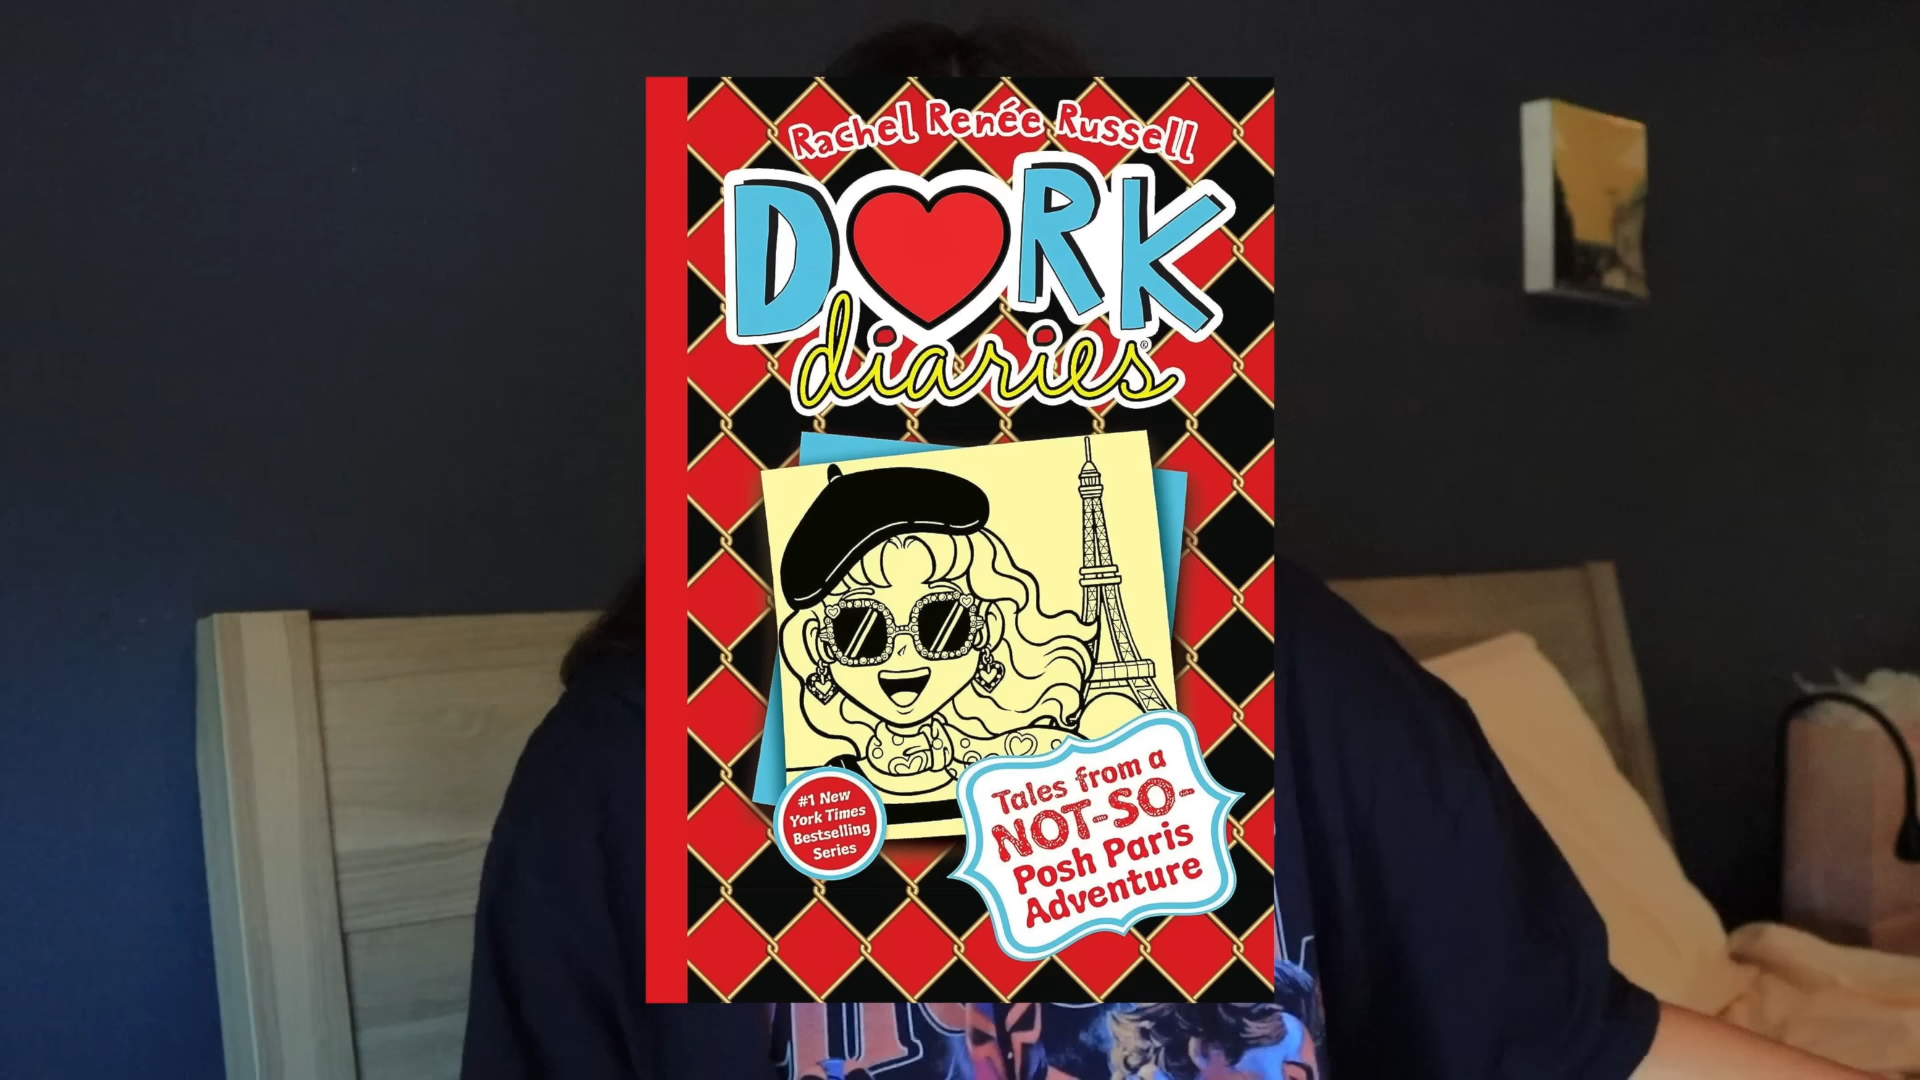 Rachel Renée Russell
DORK
diaries®
#1 New
York Times
Bestselling
Series
Tales from a
NOT-SO-
Posh Paris
Adventure